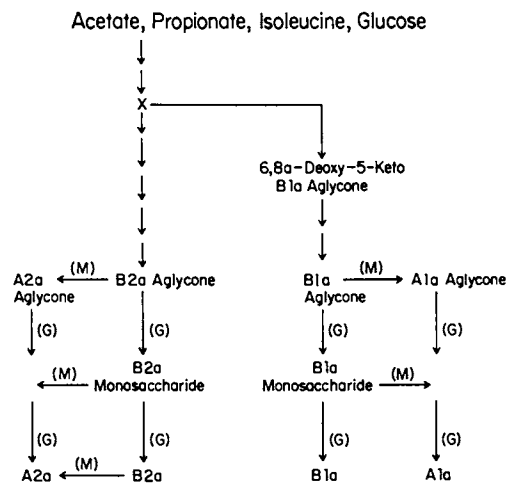 Acetate, Propionate, Isoleucine, Glucose
X
6,8a-Deoxy-5-Keto
B1a Aglycone
A2a
Aglycone
(M)
B2a Aglycone
B1a
Aglycone
(M)
A1a Aglycone
(G)
(G)
(G)
(G)
(M)
B2a
Monosaccharide
B1a
Monosaccharide
(M)
(G)
(G)
(G)
(G)
A2a
(M)
B2a
B1a
A1a